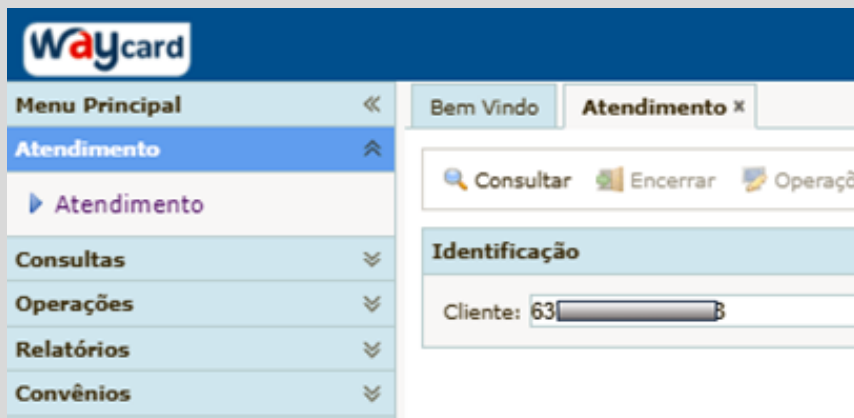 Waycard
Menu Principal
Atendimento
Atendimento
Consultas
Operações
Relatórios
Convênios
Bem Vindo
Atendimento
Consultar
Encerrar
Identificação
Cliente: 63